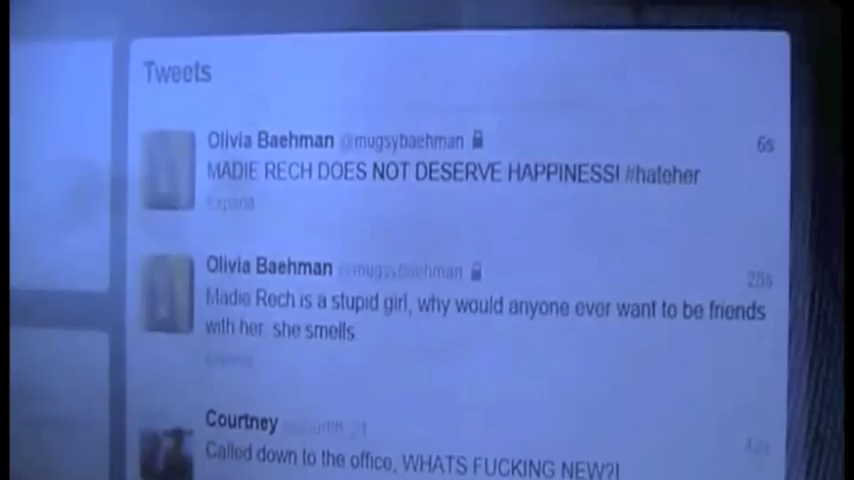 Tweets
Olivia Baehman @mugsybaehman 6s
MADIE RECH DOES NOT DESERVE HAPPINESS! #hateher
Expand
Olivia Baehman @mugsybaehman 28s
Madie Rech is a stupid girl, why would anyone ever want to be friends
with her. she smells
Expand
Courtney
Called down to the office, WHATS FUCKING NEW?!